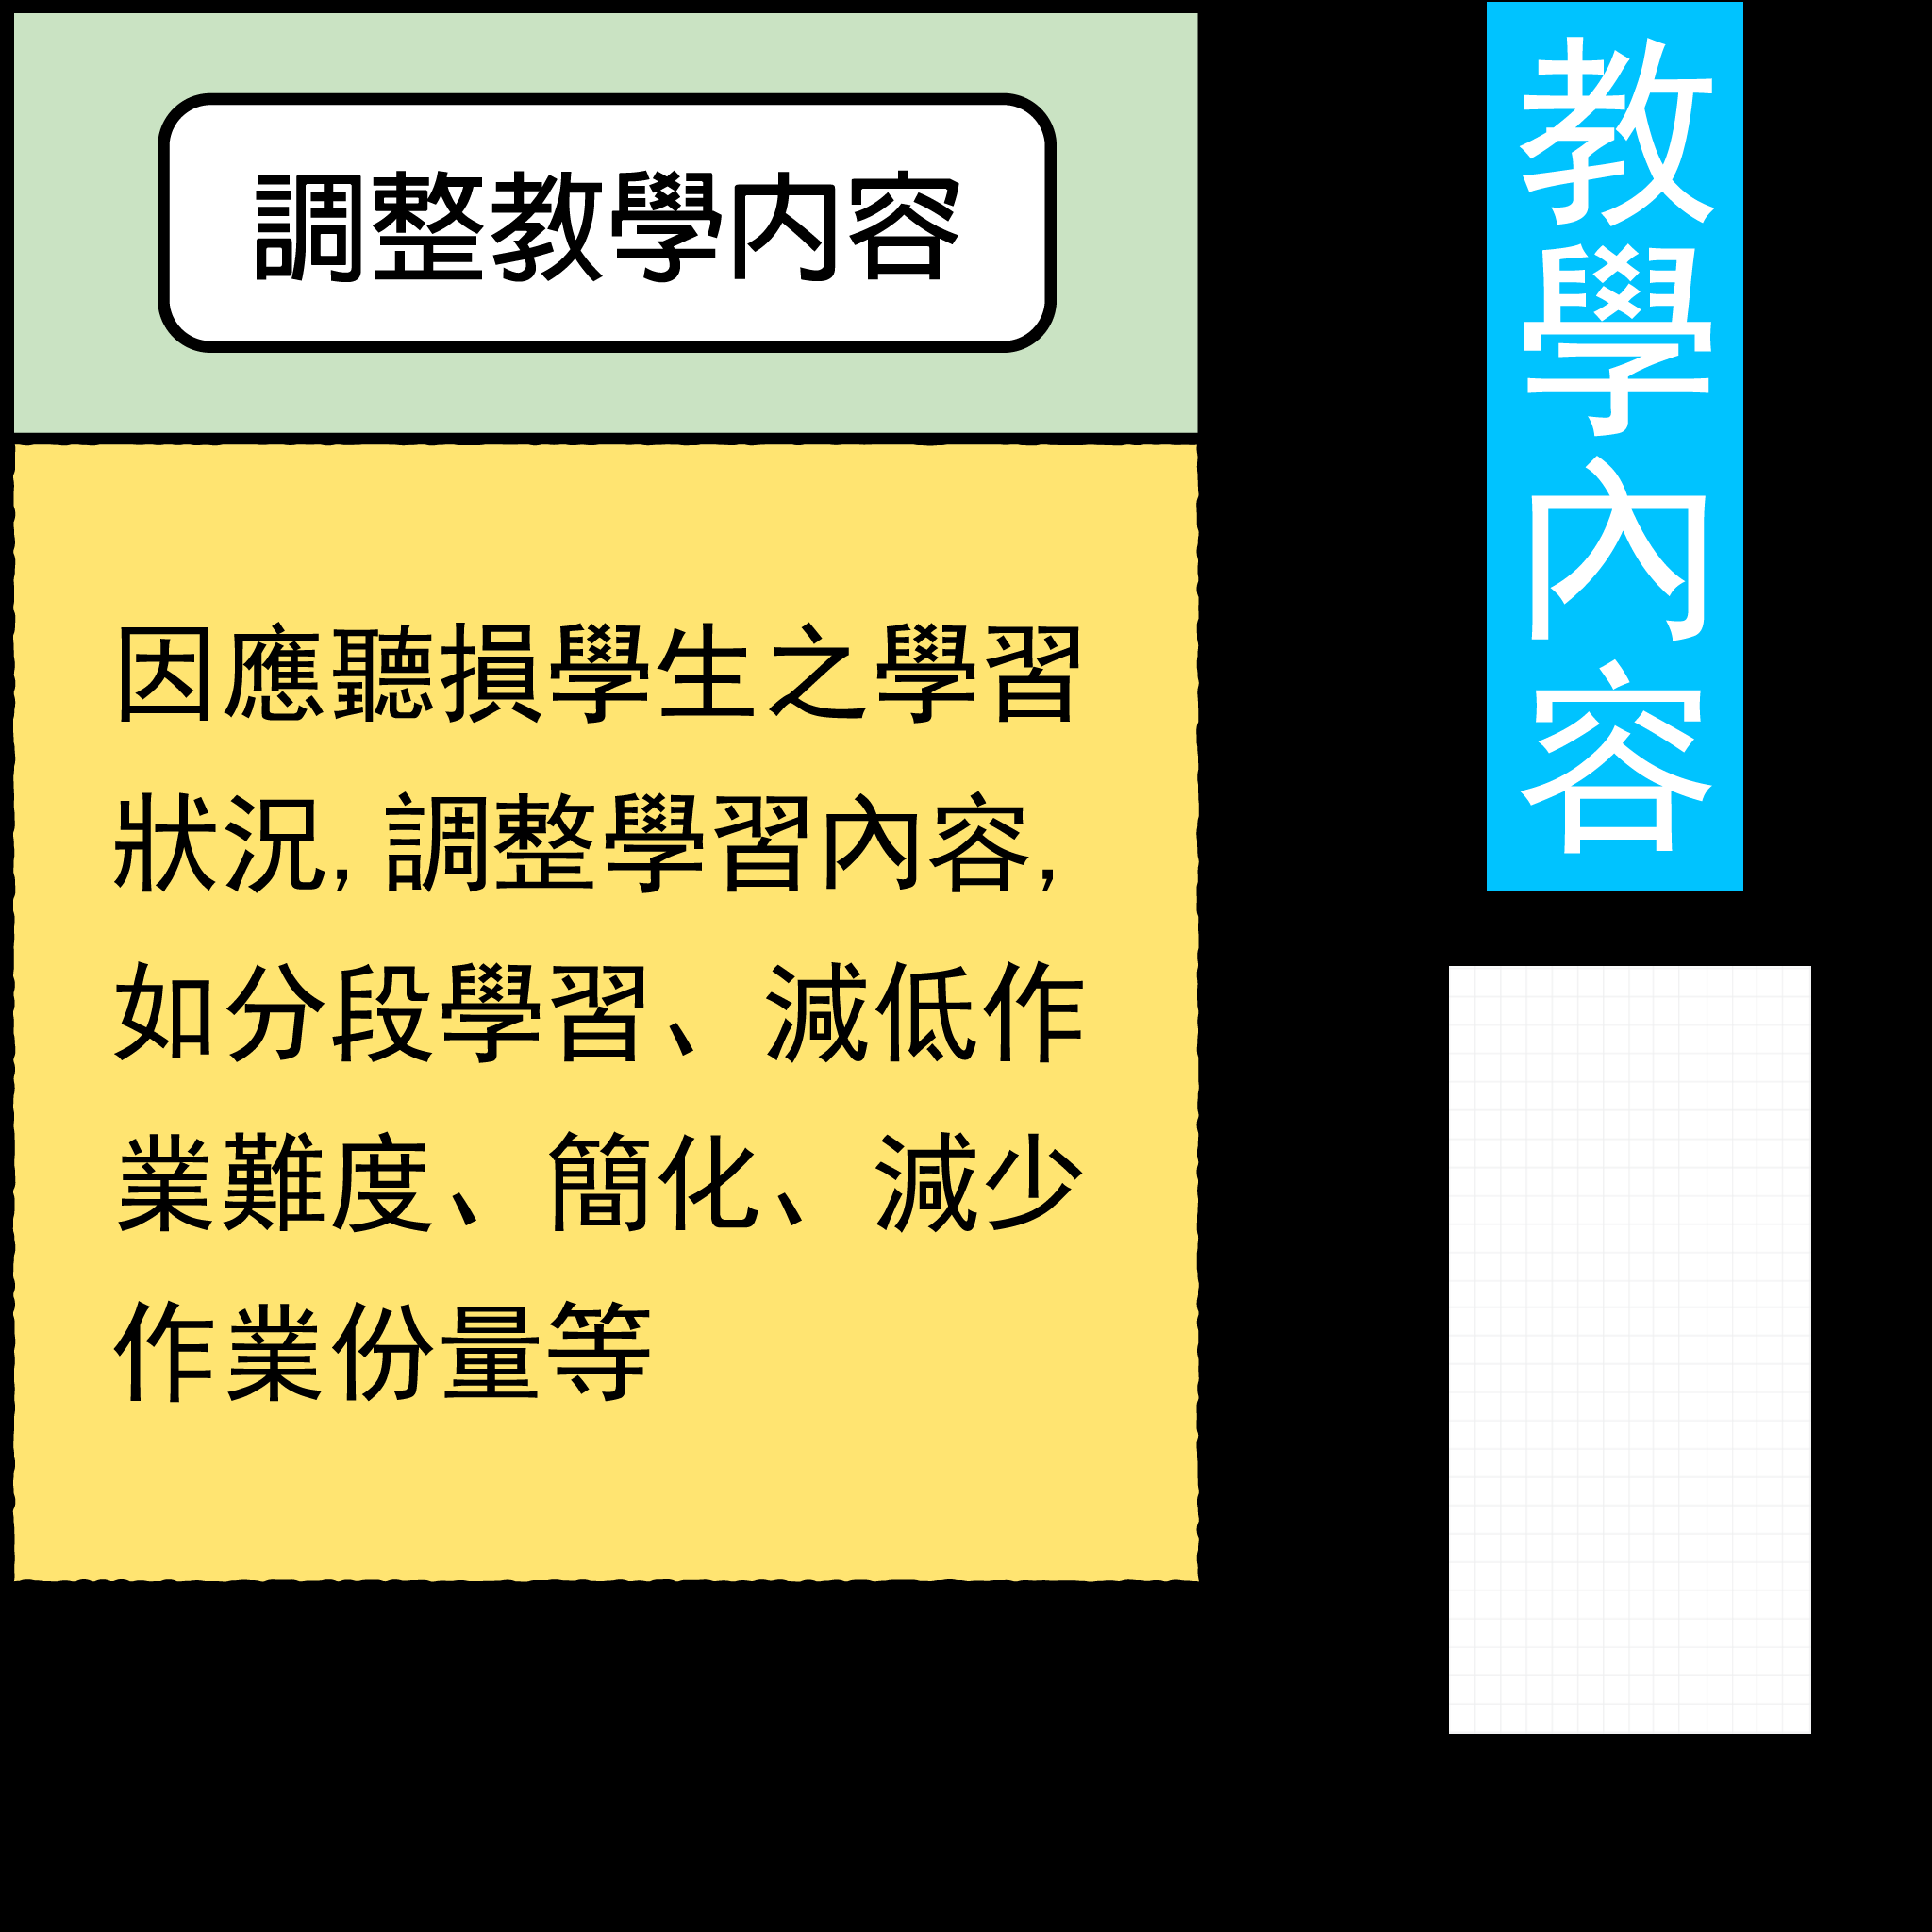 調整教學内容
困應聽損學生之學習
狀況, 調整學習內容,
如分段學習、減低作
業難度、簡化、減少
作業份量等
教學內容